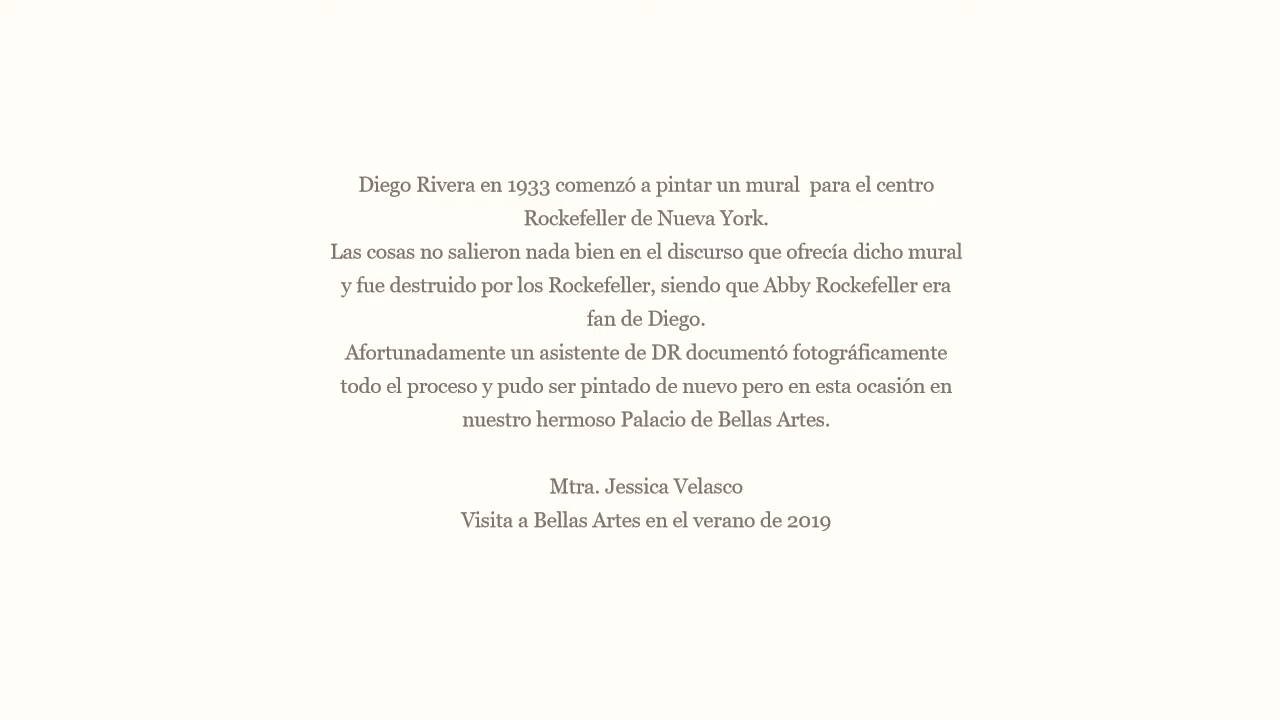 Diego Rivera en 1933 comenzó a pintar un mural  para el centro
Rockefeller de Nueva York.
Las cosas no salieron nada bien en el discurso que ofrecía dicho mural
y fue destruido por los Rockefeller, siendo que Abby Rockefeller era
fan de Diego.
Afortunadamente un asistente de DR documentó fotográficamente
todo el proceso y pudo ser pintado de nuevo pero en esta ocasión en
nuestro hermoso Palacio de Bellas Artes.
Mtra. Jessica Velasco
Visita a Bellas Artes en el verano de 2019